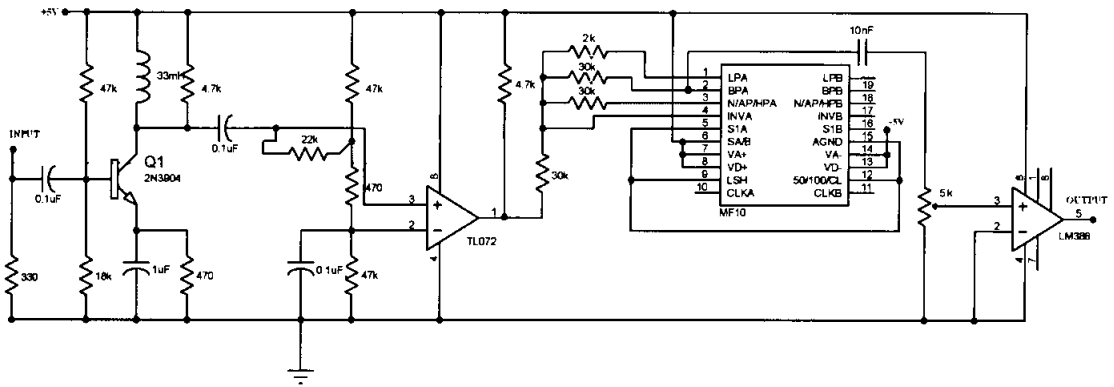 +5V
10nF
2k
33mH
30k
47k
4.7k
47k
4.7k
30k
1 LPA LPB
2 BPA BPB 19
3 N/AP/HPA N/AP/HPB 18
4 INVA INVB 17
5 S1A S1B 16
6 SA/B AGND 15
7 VA+ VA- 14
8 VD+ VD- 13
9 LSH 50/100/CL 12
10 CLKA CLKB 11
MF10
-5V
INPUT
0.1uF
22k
Q1
2N3904
0.1uF
470
30k
5k
3
+
2
-
1
4
TL072
OUTPUT
1
8
3
+
2
-
5
4
7
LM386
330
18k
1uF
470
0.1uF
47k